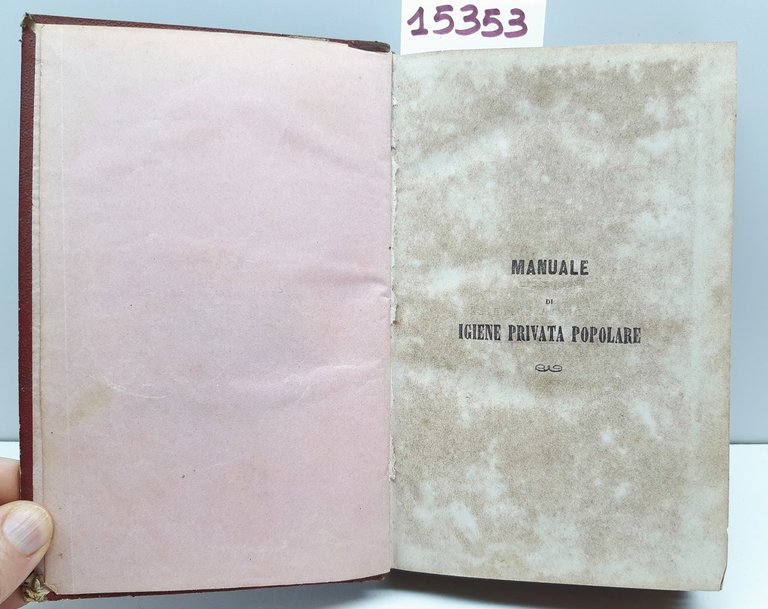 15353
MANUALE
DI
IGIENE PRIVATA POPOLARE